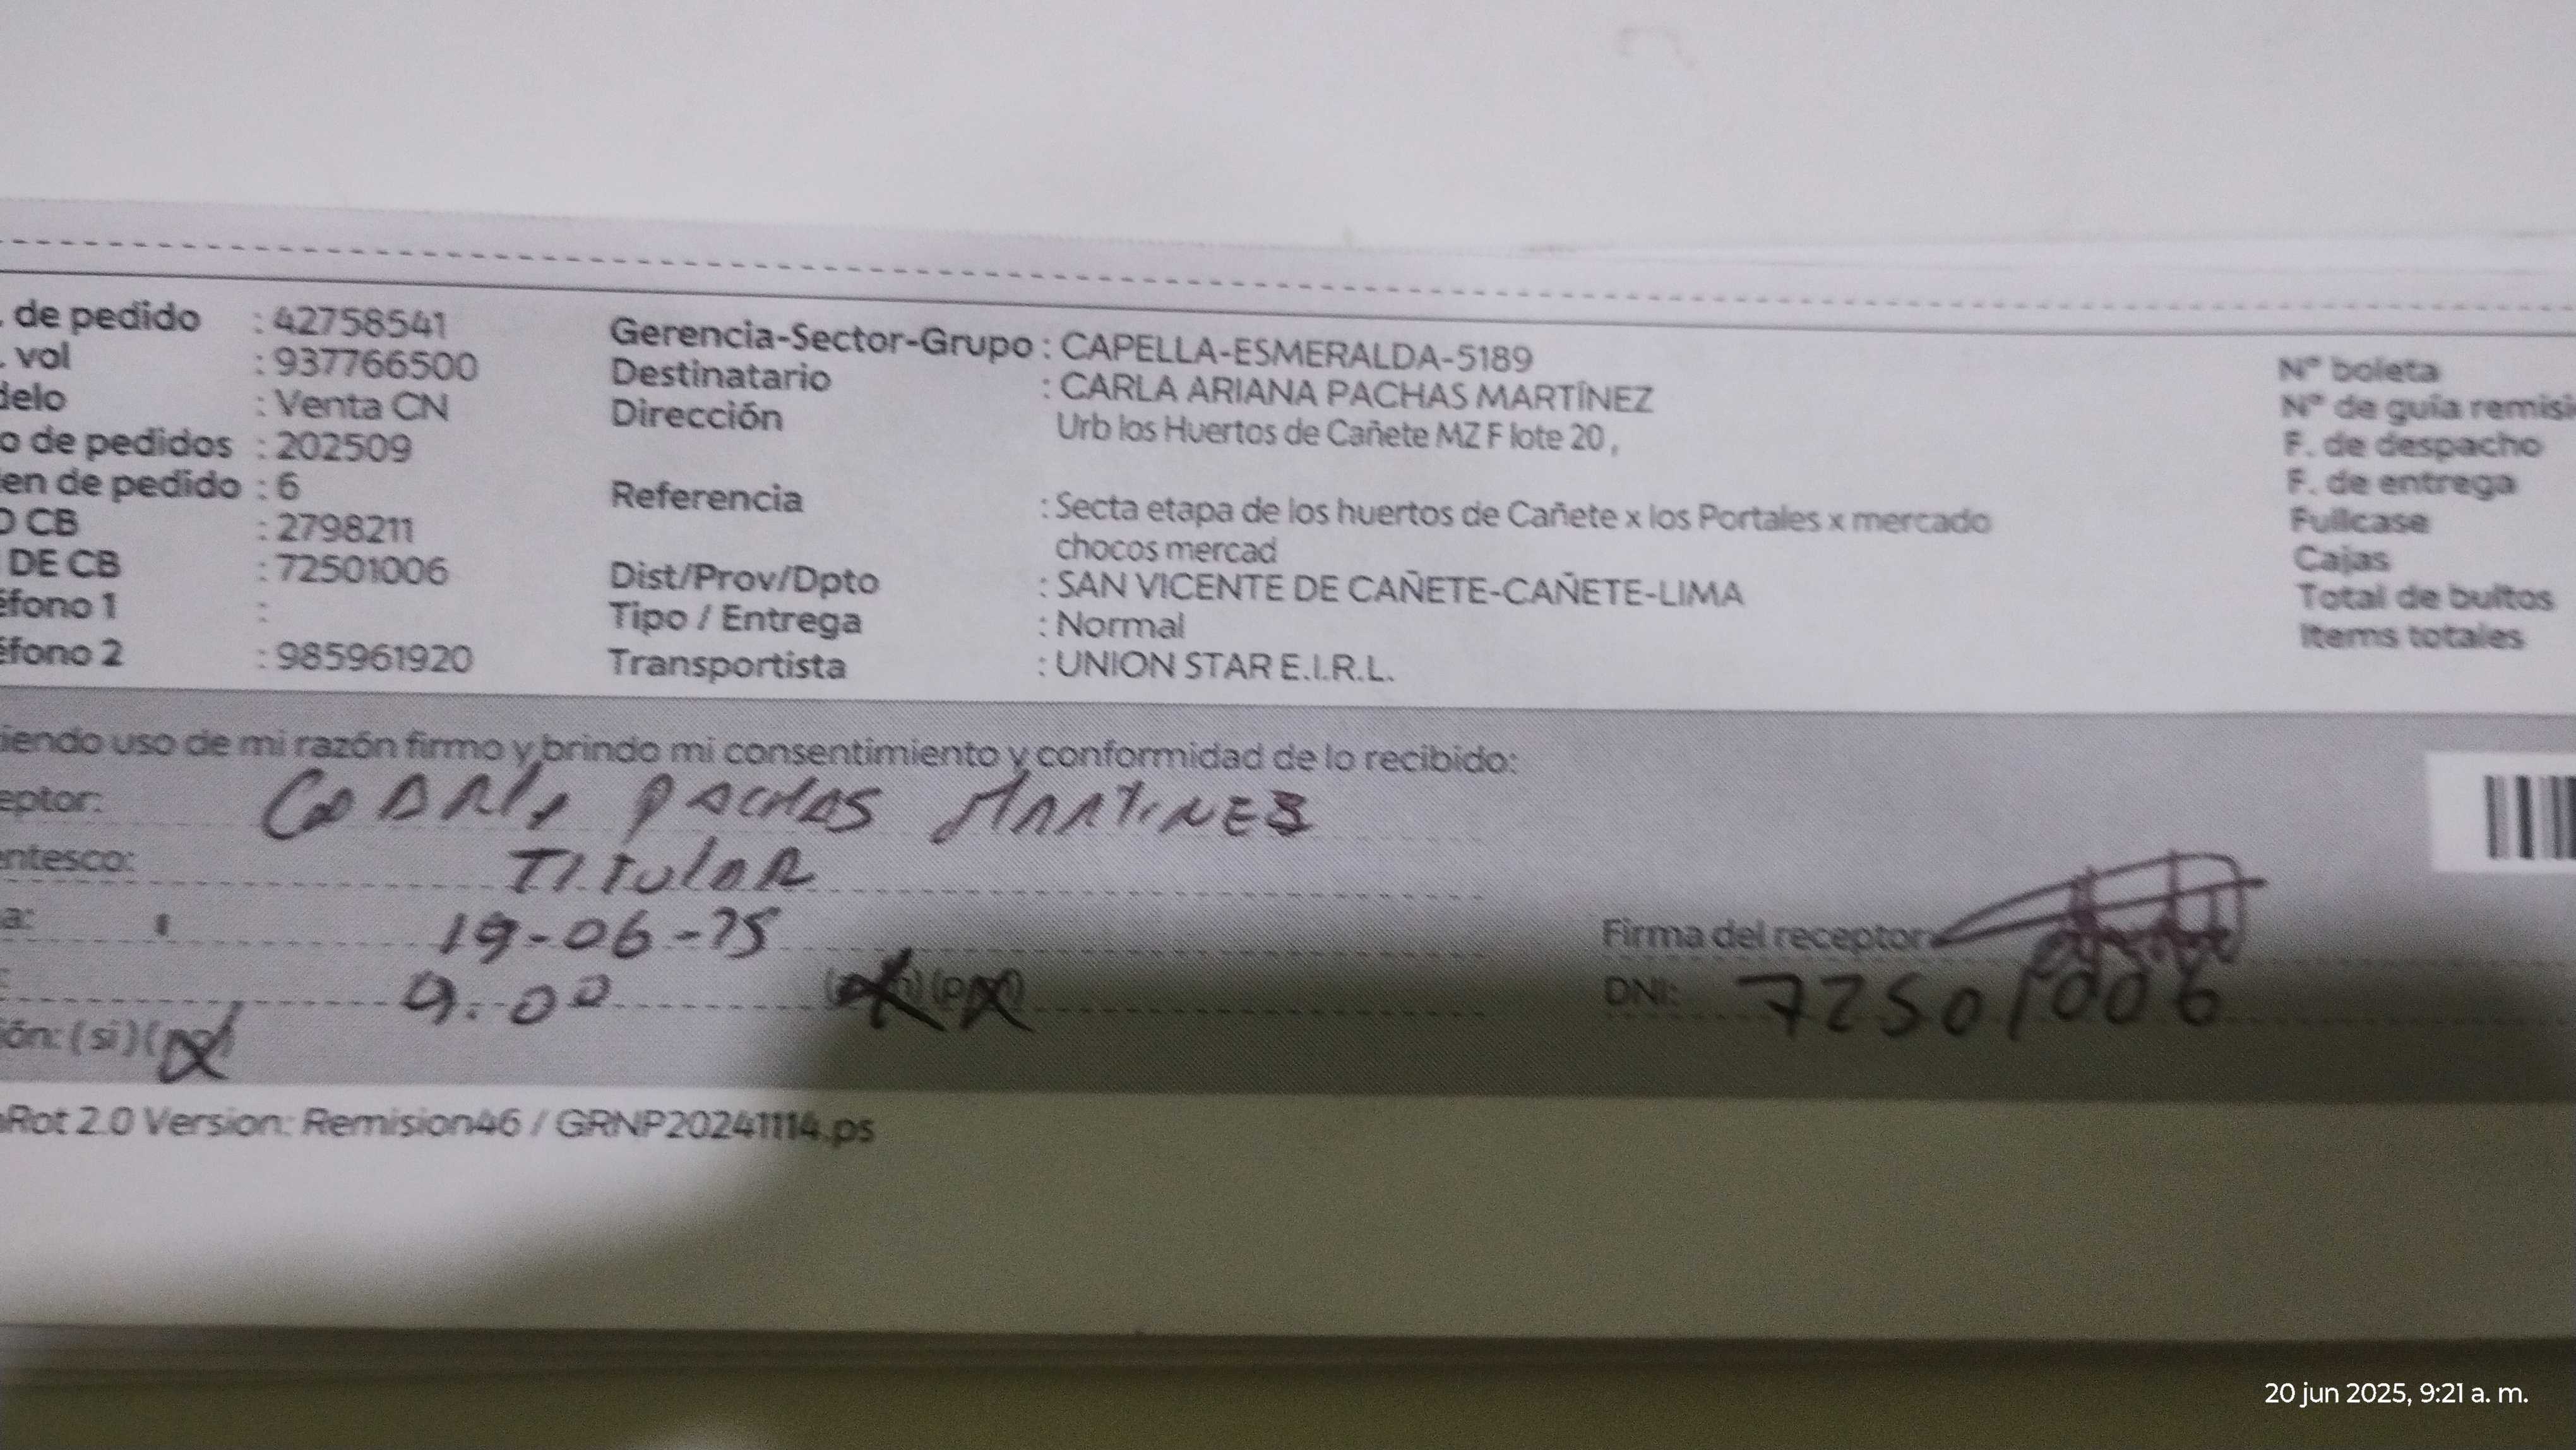 . de pedido : 42758541 Gerencia-Sector-Grupo : CAPELLA-ESMERALDA-5189 N° boleta
. vol : 937766500 Destinatario : CARLA ARIANA PACHAS MARTÍNEZ N° de guía remisi
delo : Venta CN Dirección Urb los Huertos de Cañete MZ F lote 20 , F. de despacho
o de pedidos : 202509 F. de entrega
en de pedido : 6 Referencia : Secta etapa de los huertos de Cañete x los Portales x mercado Fullcase
O CB : 2798211 chocos mercad Cajas
DE CB : 72501006 Dist/Prov/Dpto : SAN VICENTE DE CAÑETE-CAÑETE-LIMA Total de bultos
éfono 1 : Tipo / Entrega : Normal Items totales
éfono 2 : 985961920 Transportista : UNION STAR E.I.R.L.
iendo uso de mi razón firmo y brindo mi consentimiento y conformidad de lo recibido:
eptor: PACHAS MARTINES
entesco: TITULAR
a: 19-06-25 Firma del receptor
: 9:00 DNI: 72501006
ión: (si)
Rot 2.0 Version: Remision46 / GRNP20241114.ps
20 jun 2025, 9:21 a. m.